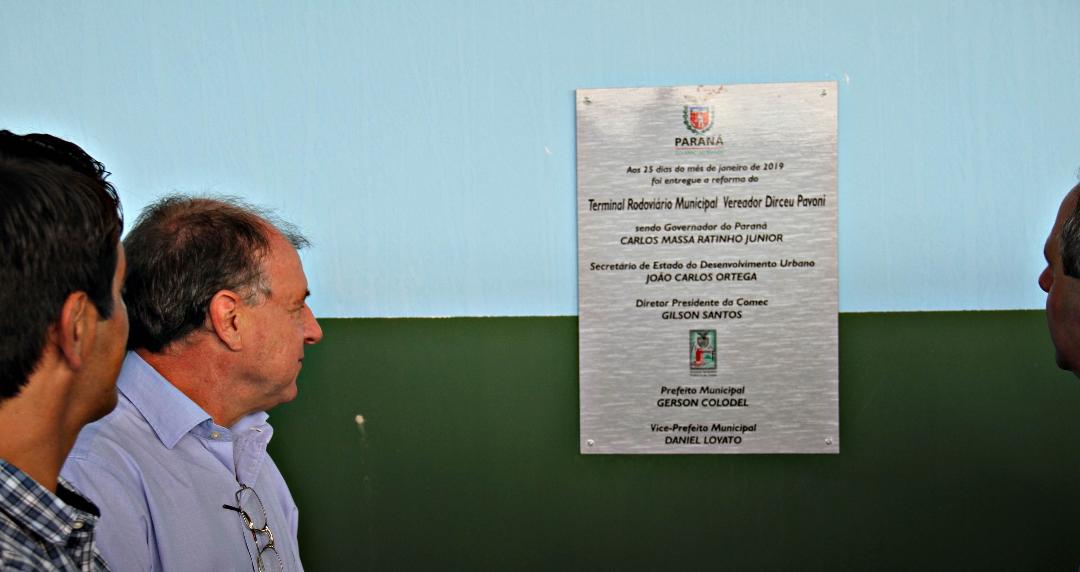 PARANÁ
Aos 25 dias do mês de janeiro de 2019
foi entregue a reforma do
Terminal Rodoviário Municipal Vereador Dirceu Pavoni
sendo Governador do Paraná
CARLOS MASSA RATINHO JUNIOR
Secretário de Estado do Desenvolvimento Urbano
JOÃO CARLOS ORTEGA
Diretor Presidente da Comec
GILSON SANTOS
Prefeito Municipal
GERSON COLODEL
Vice-Prefeito Municipal
DANIEL LOVATO